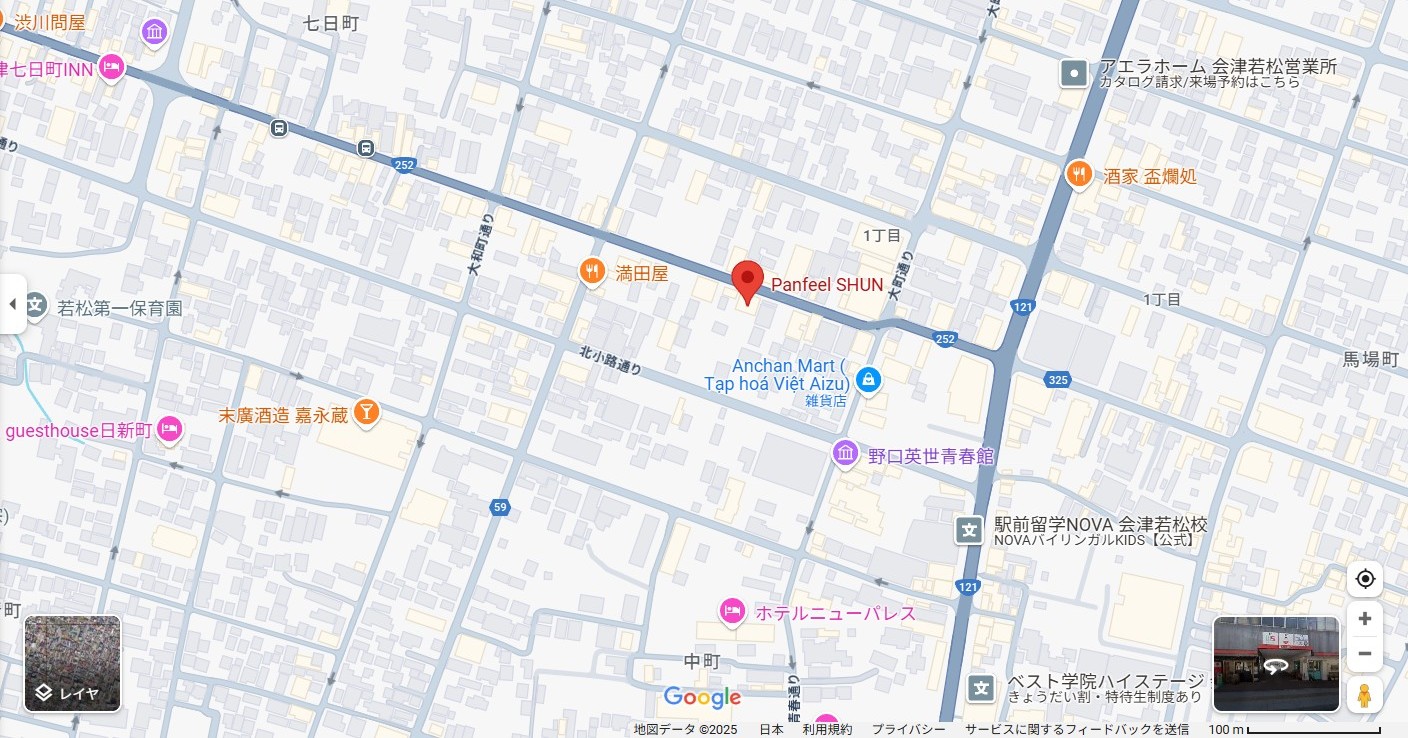 渋川問屋
七日町
大
津七日町INN
アエラホーム 会津若松営業所
カタログ請求/来場予約はこちら
通り
252
酒家 盃爛処
大和町通り
1丁目
満田屋
Panfeel SHUN
大町通り
若松第一保育園
121
1丁目
252
北小路通り
馬場町
Anchan Mart (
Tạp hoá Việt Aizu)
雑貨店
325
末廣酒造 嘉永蔵
guesthouse日新町
野口英世青春館
59
駅前留学NOVA 会津若松校
NOVAバイリンガルKIDS【公式】
121
町
ホテルニューパレス
中町
ベスト学院ハイステージ
きょうだい割・特待生制度あり
レイヤ
Google
青春通り
地図データ ©2025 日本 利用規約 プライバシー サービスに関するフィードバックを送信 100 m